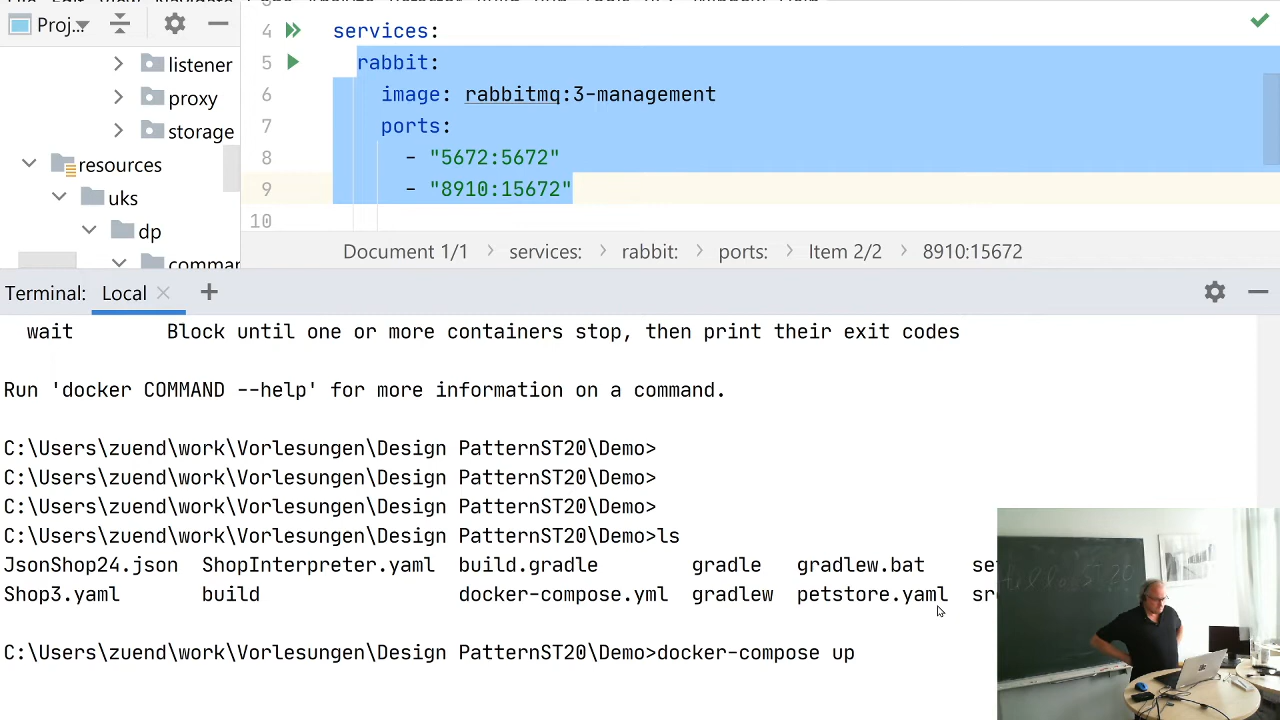 Proj...
listener
proxy
storage
resources
uks
dp
4 services:
5 rabbit:
6 image: rabbitmq:3-management
7 ports:
8 - "5672:5672"
9 - "8910:15672"
10
Document 1/1 > services: > rabbit: > ports: > Item 2/2 > 8910:15672
Terminal: Local × +
wait Block until one or more containers stop, then print their exit codes
Run 'docker COMMAND --help' for more information on a command.
C:\Users\zuend\work\Vorlesungen\Design PatternST20\Demo>
C:\Users\zuend\work\Vorlesungen\Design PatternST20\Demo>
C:\Users\zuend\work\Vorlesungen\Design PatternST20\Demo>
C:\Users\zuend\work\Vorlesungen\Design PatternST20\Demo>ls
JsonShop24.json ShopInterpreter.yaml build.gradle gradle gradlew.bat se
Shop3.yaml build docker-compose.yml gradlew petstore.yaml sr
C:\Users\zuend\work\Vorlesungen\Design PatternST20\Demo>docker-compose up